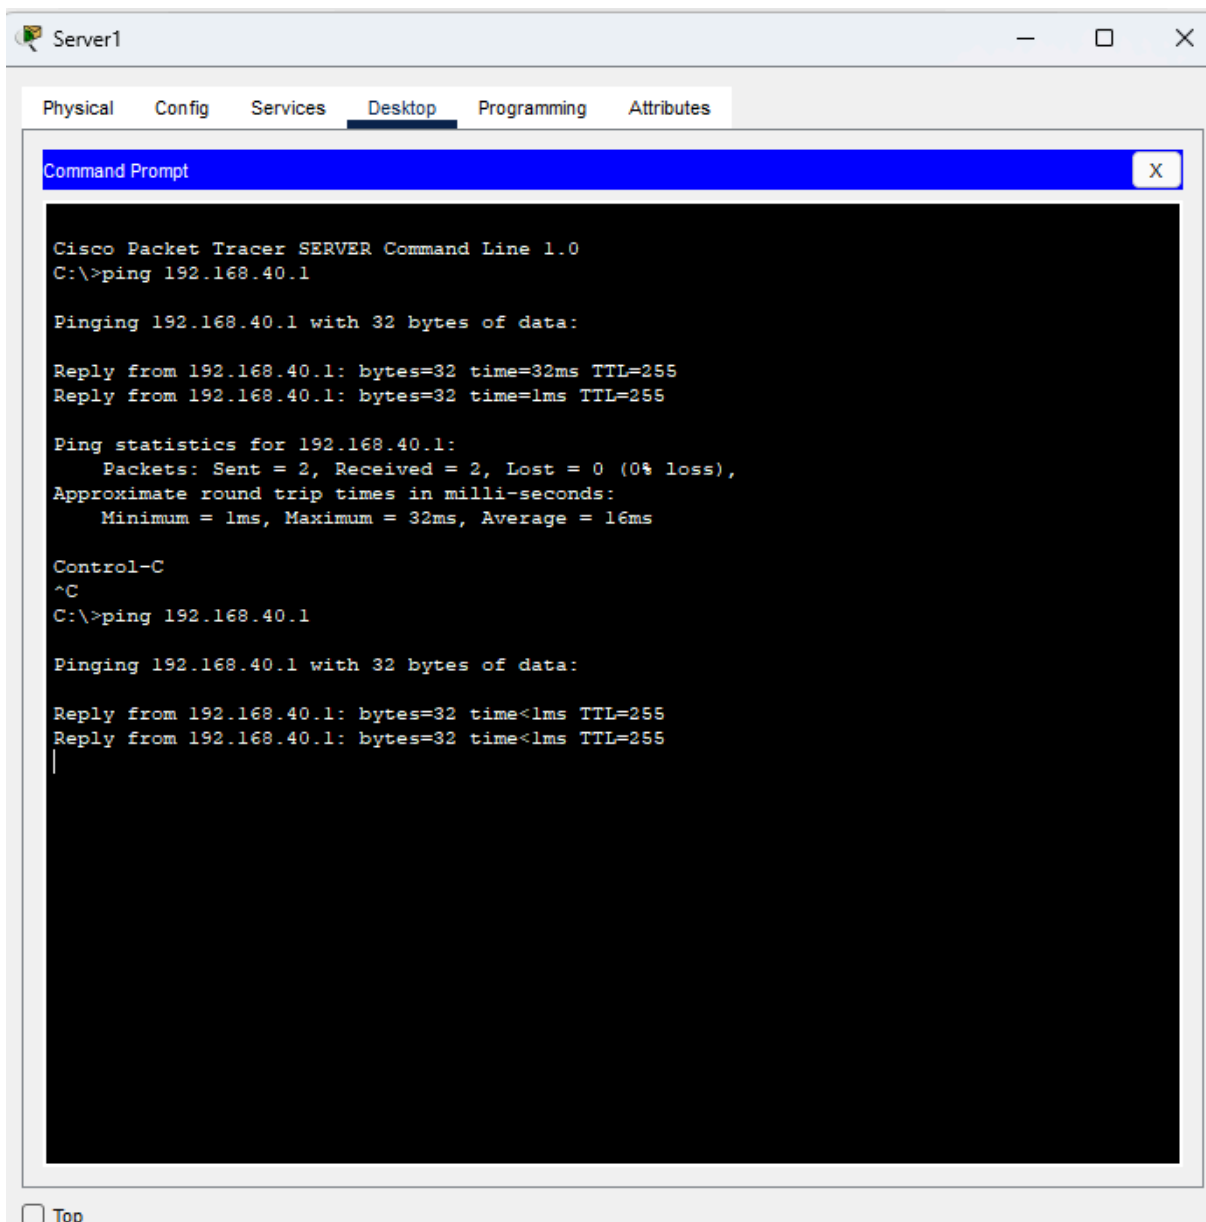 Server1
Physical Config Services Desktop Programming Attributes
Command Prompt X
Cisco Packet Tracer SERVER Command Line 1.0
C:\>ping 192.168.40.1
Pinging 192.168.40.1 with 32 bytes of data:
Reply from 192.168.40.1: bytes=32 time=32ms TTL=255
Reply from 192.168.40.1: bytes=32 time=1ms TTL=255
Ping statistics for 192.168.40.1:
Packets: Sent = 2, Received = 2, Lost = 0 (0% loss),
Approximate round trip times in milli-seconds:
Minimum = 1ms, Maximum = 32ms, Average = 16ms
Control-C
^C
C:\>ping 192.168.40.1
Pinging 192.168.40.1 with 32 bytes of data:
Reply from 192.168.40.1: bytes=32 time<1ms TTL=255
Reply from 192.168.40.1: bytes=32 time<1ms TTL=255
Top